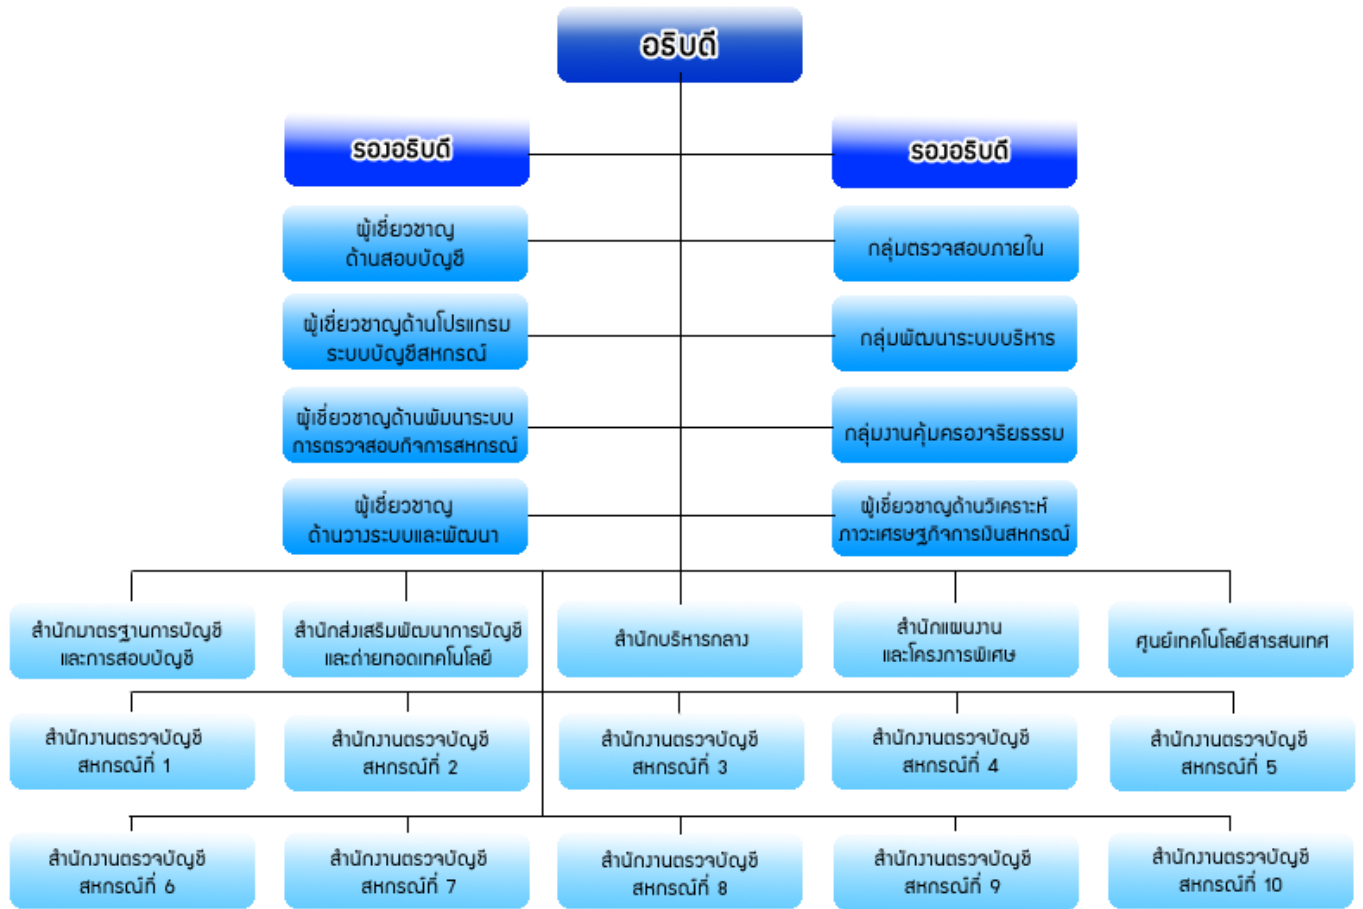 อธิบดี
รองอธิบดี
รองอธิบดี
ผู้เชี่ยวชาญ
ด้านสอบบัญชี
กลุ่มตรวจสอบภายใน
ผู้เชี่ยวชาญด้านโปรแกรม
ระบบบัญชีสหกรณ์
กลุ่มพัฒนาระบบบริหาร
ผู้เชี่ยวชาญด้านพัมนาระบบ
การตรวจสอบกิจการสหกรณ์
กลุ่มงานคุ้มครองจริยธรรม
ผู้เชี่ยวชาญ
ด้านวางระบบและพัฒนา
ผู้เชี่ยวชาญด้านวิเคราะห์
ภาวะเศรษฐกิจการเงินสหกรณ์
สำนักมาตรฐานการบัญชี
และการสอบบัญชี
สำนักส่งเสริมพัฒนาการบัญชี
และถ่ายทอดเทคโนโลยี
สำนักบริหารกลาง
สำนักแผนงาน
และโครงการพิเศษ
ศูนย์เทคโนโลยีสารสนเทศ
สำนักงานตรวจบัญชี
สหกรณ์ที่ 1
สำนักงานตรวจบัญชี
สหกรณ์ที่ 2
สำนักงานตรวจบัญชี
สหกรณ์ที่ 3
สำนักงานตรวจบัญชี
สหกรณ์ที่ 4
สำนักงานตรวจบัญชี
สหกรณ์ที่ 5
สำนักงานตรวจบัญชี
สหกรณ์ที่ 6
สำนักงานตรวจบัญชี
สหกรณ์ที่ 7
สำนักงานตรวจบัญชี
สหกรณ์ที่ 8
สำนักงานตรวจบัญชี
สหกรณ์ที่ 9
สำนักงานตรวจบัญชี
สหกรณ์ที่ 10